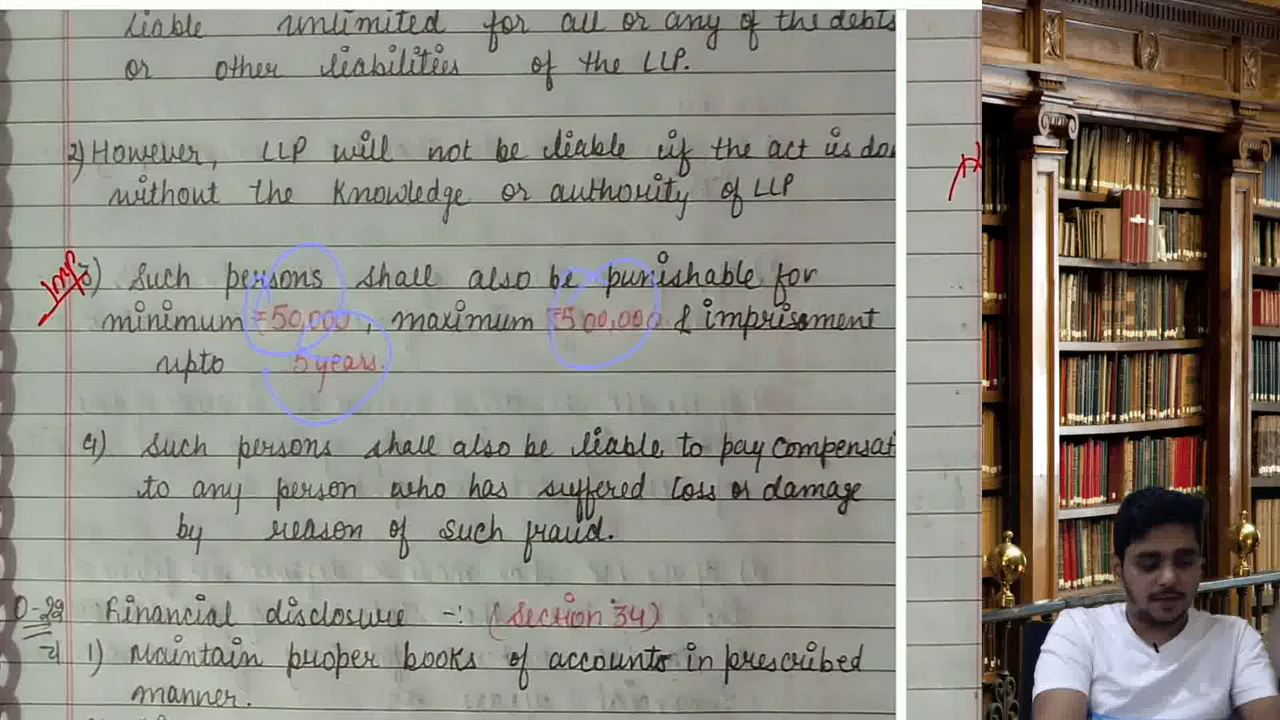 liable unlimited for all or any of the debts
or other liabilities of the LLP.
2) However, LLP will not be liable if the act is do
without the knowledge or authority of LLP
Imp 3) Such persons shall also be punishable for
minimum ₹50,000, maximum ₹500,000 & imprisoment
upto 5 years.
4) Such persons shall also be liable to pay compensat
to any person who has suffered loss or damage
by reason of such fraud.
Financial disclosure -: (Section 34)
1) Maintain proper books of accounts in prescribed
manner.